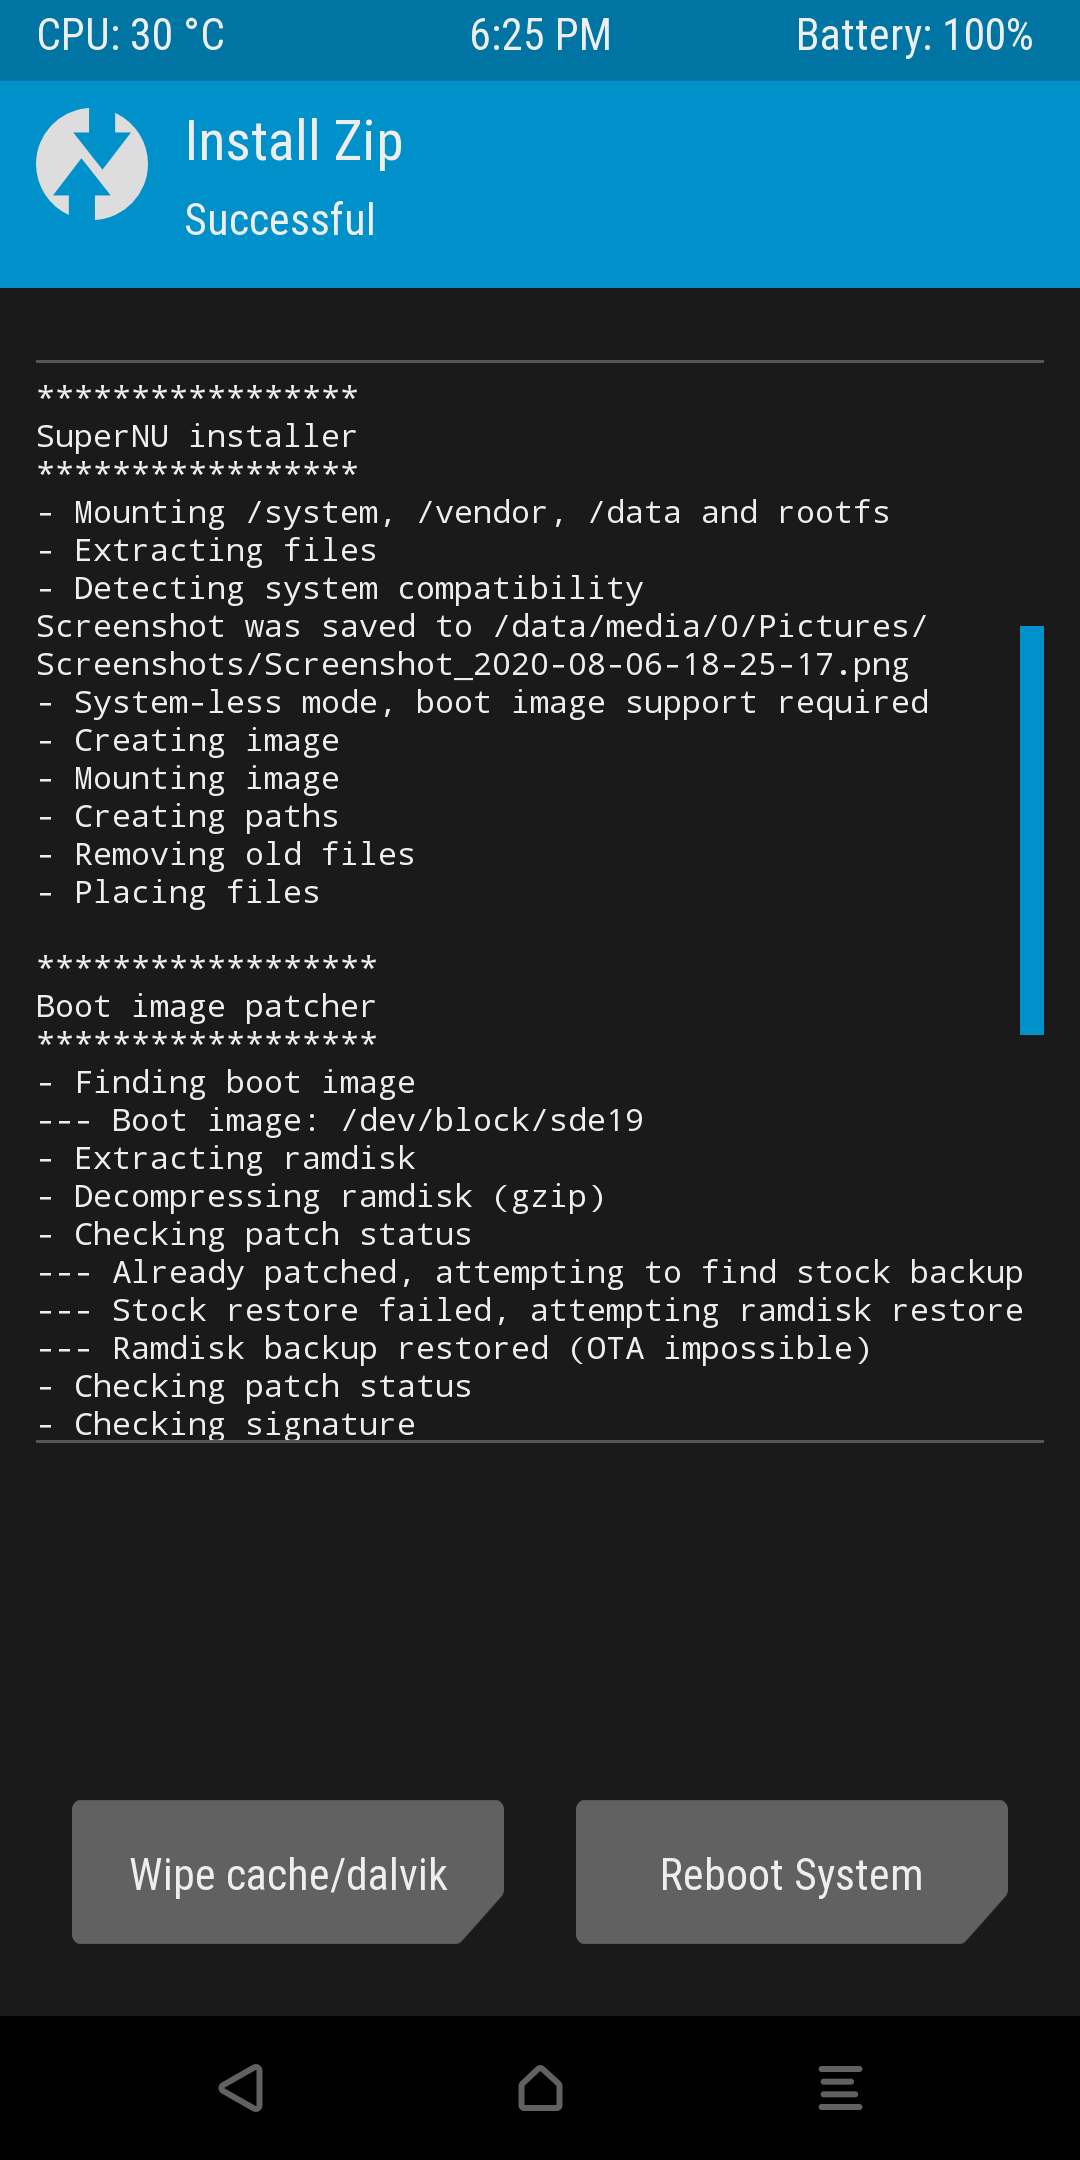 CPU: 30 °C 6:25 PM Battery: 100%
Install Zip
Successful
*****************
SuperNU installer
*****************
- Mounting /system, /vendor, /data and rootfs
- Extracting files
- Detecting system compatibility
Screenshot was saved to /data/media/0/Pictures/
Screenshots/Screenshot_2020-08-06-18-25-17.png
- System-less mode, boot image support required
- Creating image
- Mounting image
- Creating paths
- Removing old files
- Placing files
******************
Boot image patcher
******************
- Finding boot image
--- Boot image: /dev/block/sde19
- Extracting ramdisk
- Decompressing ramdisk (gzip)
- Checking patch status
--- Already patched, attempting to find stock backup
--- Stock restore failed, attempting ramdisk restore
--- Ramdisk backup restored (OTA impossible)
- Checking patch status
- Checking signature
Wipe cache/dalvik Reboot System